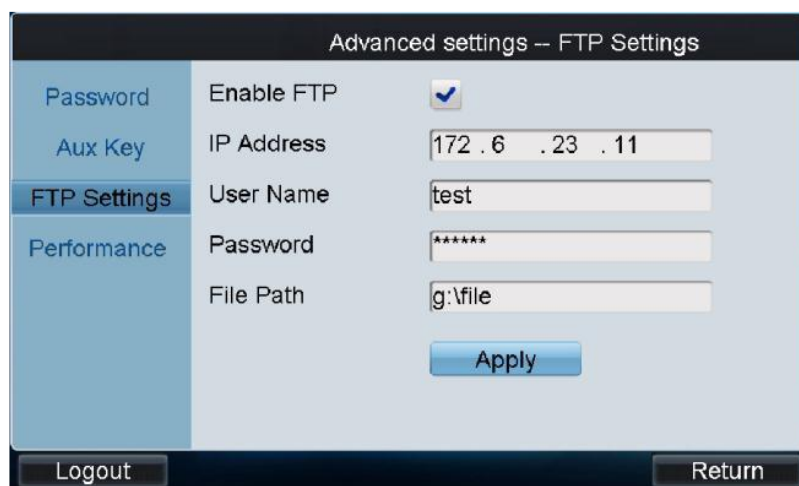 Advanced settings -- FTP Settings
Password
Aux Key
FTP Settings
Performance
Enable FTP
IP Address 172 . 6 . 23 . 11
User Name test
Password ******
File Path g:\file
Apply
Logout Return